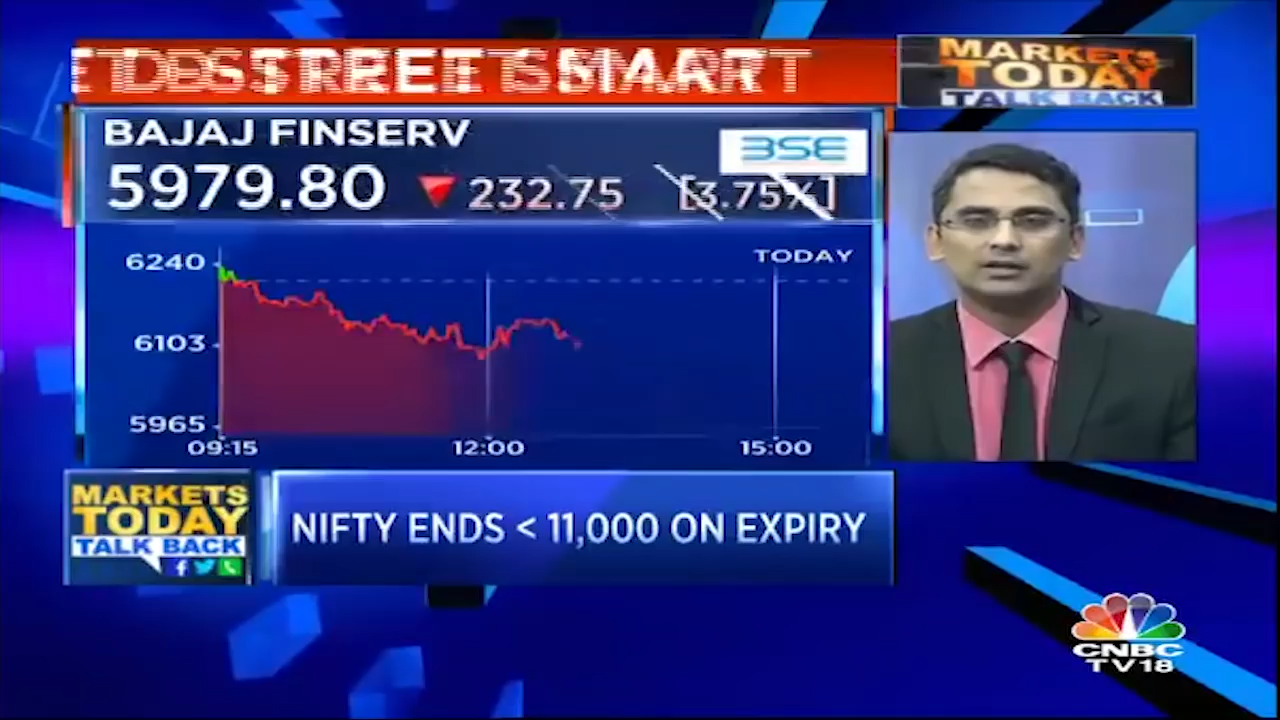 STREET SMART
MARKETS
TODAY
TALK BACK
BAJAJ FINSERV
BSE
5979.80 ▼ 232.75 [3.75%]
TODAY
6240
6103
5965
09:15 12:00 15:00
MARKETS
TODAY
TALK BACK
NIFTY ENDS < 11,000 ON EXPIRY
CNBC
TV18